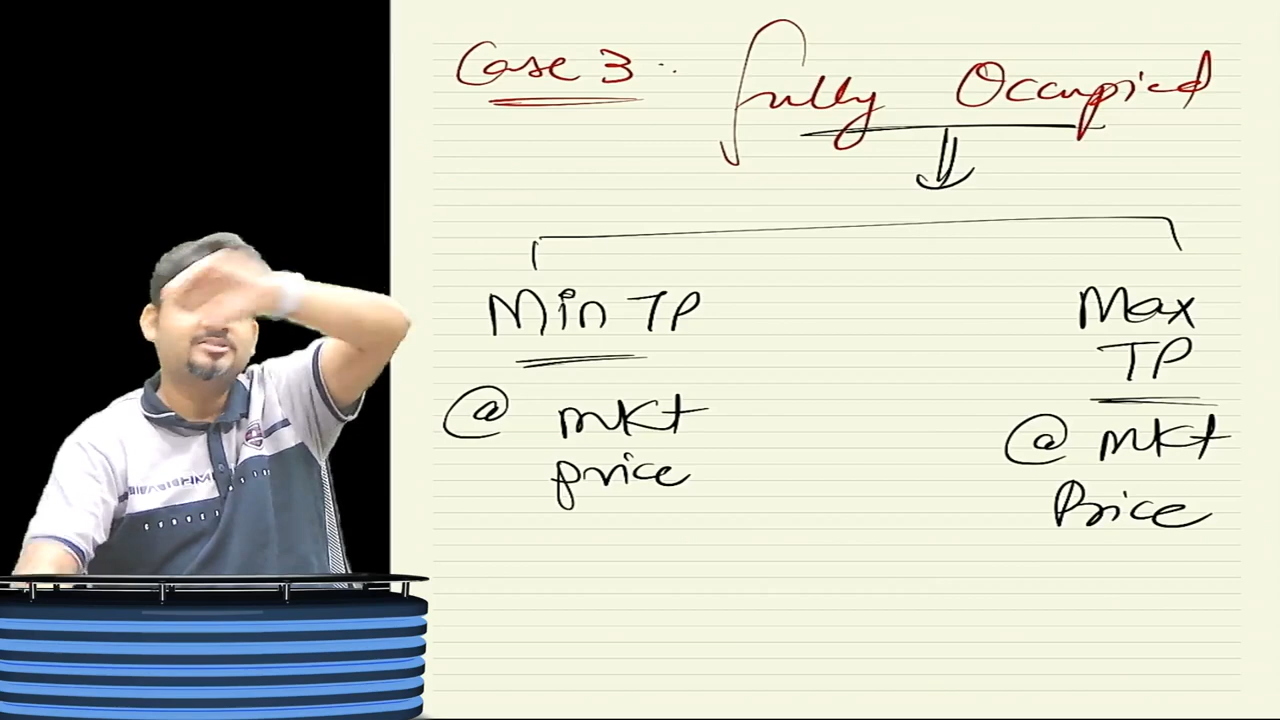 Case 3 :. fully Occupied
Min TP
@ mkt
price
Max
TP
@ mkt
Price